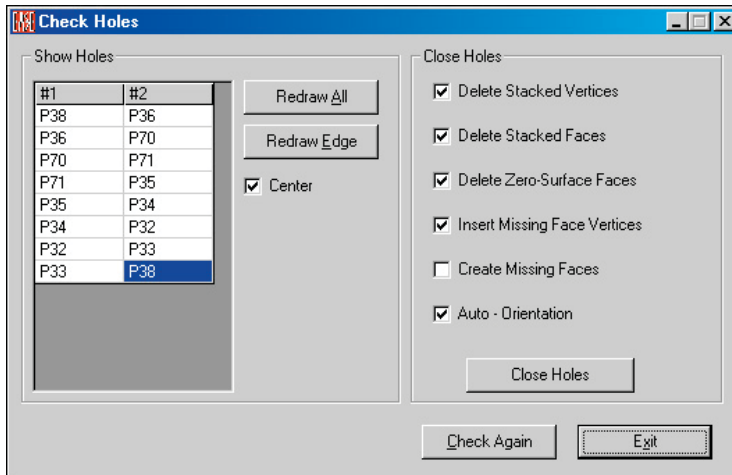 Check Holes
Show Holes
#1 #2
P38 P36
P36 P70
P70 P71
P71 P35
P35 P34
P34 P32
P32 P33
P33 P38
Redraw All
Redraw Edge
Center
Close Holes
Delete Stacked Vertices
Delete Stacked Faces
Delete Zero-Surface Faces
Insert Missing Face Vertices
Create Missing Faces
Auto - Orientation
Close Holes
Check Again
Exit